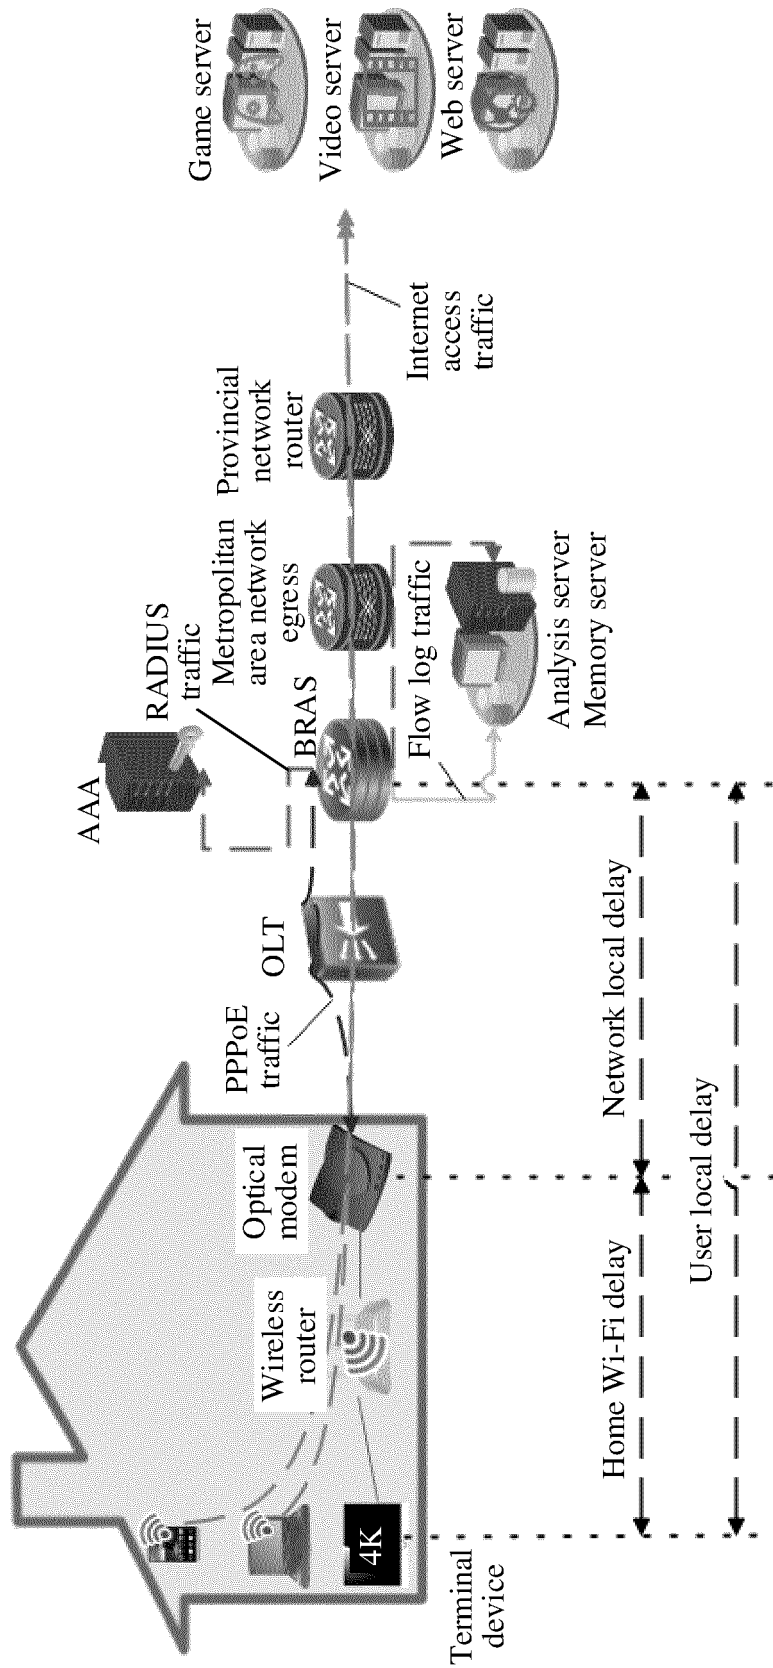 Game server
Video server
Web server
Internet
access
traffic
Provincial
network
router
Metropolitan
area network
egress
RADIUS
traffic
AAA
BRAS
Flow log traffic
Analysis server
Memory server
OLT
PPPoE
traffic
Optical
modem
Wireless
router
4K
Terminal
device
Home Wi-Fi delay
Network local delay
User local delay